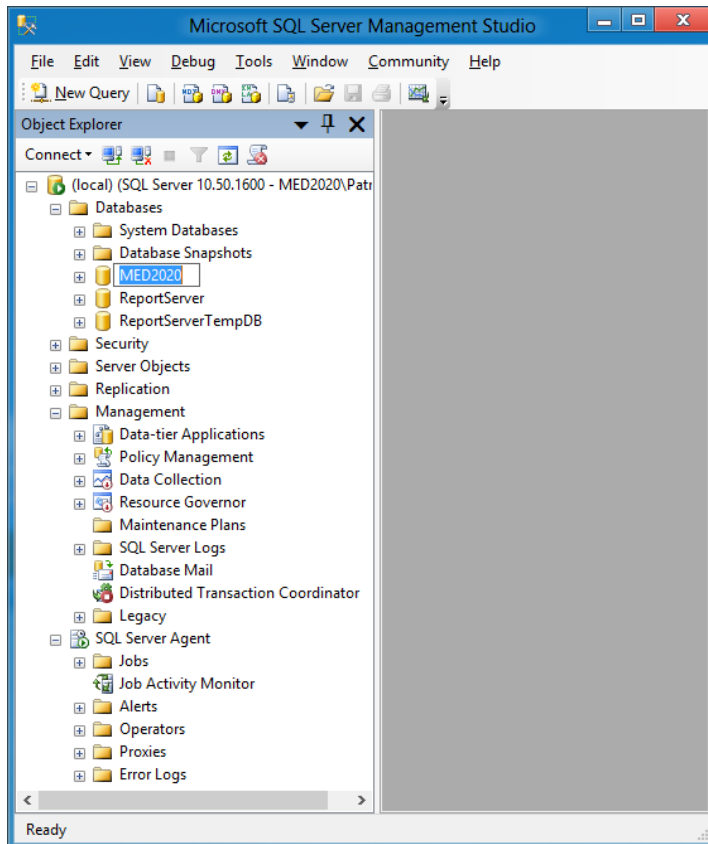 Microsoft SQL Server Management Studio
File Edit View Debug Tools Window Community Help
New Query
Object Explorer
Connect
(local) (SQL Server 10.50.1600 - MED2020\Patr
Databases
System Databases
Database Snapshots
MED2020
ReportServer
ReportServerTempDB
Security
Server Objects
Replication
Management
Data-tier Applications
Policy Management
Data Collection
Resource Governor
Maintenance Plans
SQL Server Logs
Database Mail
Distributed Transaction Coordinator
Legacy
SQL Server Agent
Jobs
Job Activity Monitor
Alerts
Operators
Proxies
Error Logs
Ready